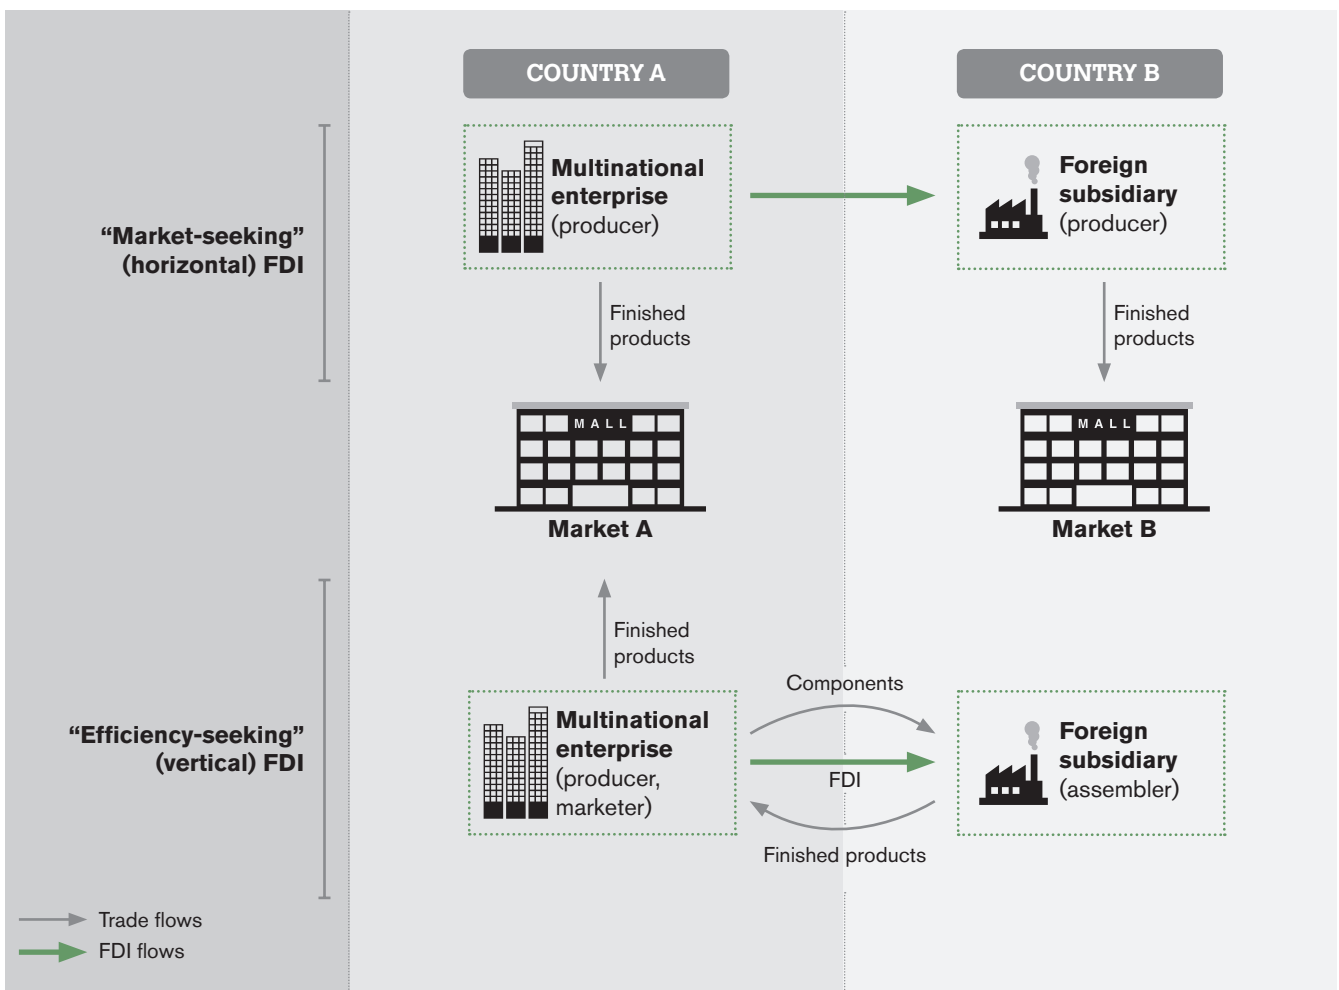 COUNTRY A
COUNTRY B
“Market-seeking”
(horizontal) FDI
Multinational
enterprise
(producer)
Foreign
subsidiary
(producer)
Finished
products
Finished
products
MALL
Market A
MALL
Market B
“Efficiency-seeking”
(vertical) FDI
Finished
products
Multinational
enterprise
(producer,
marketer)
Components
FDI
Finished products
Foreign
subsidiary
(assembler)
Trade flows
FDI flows